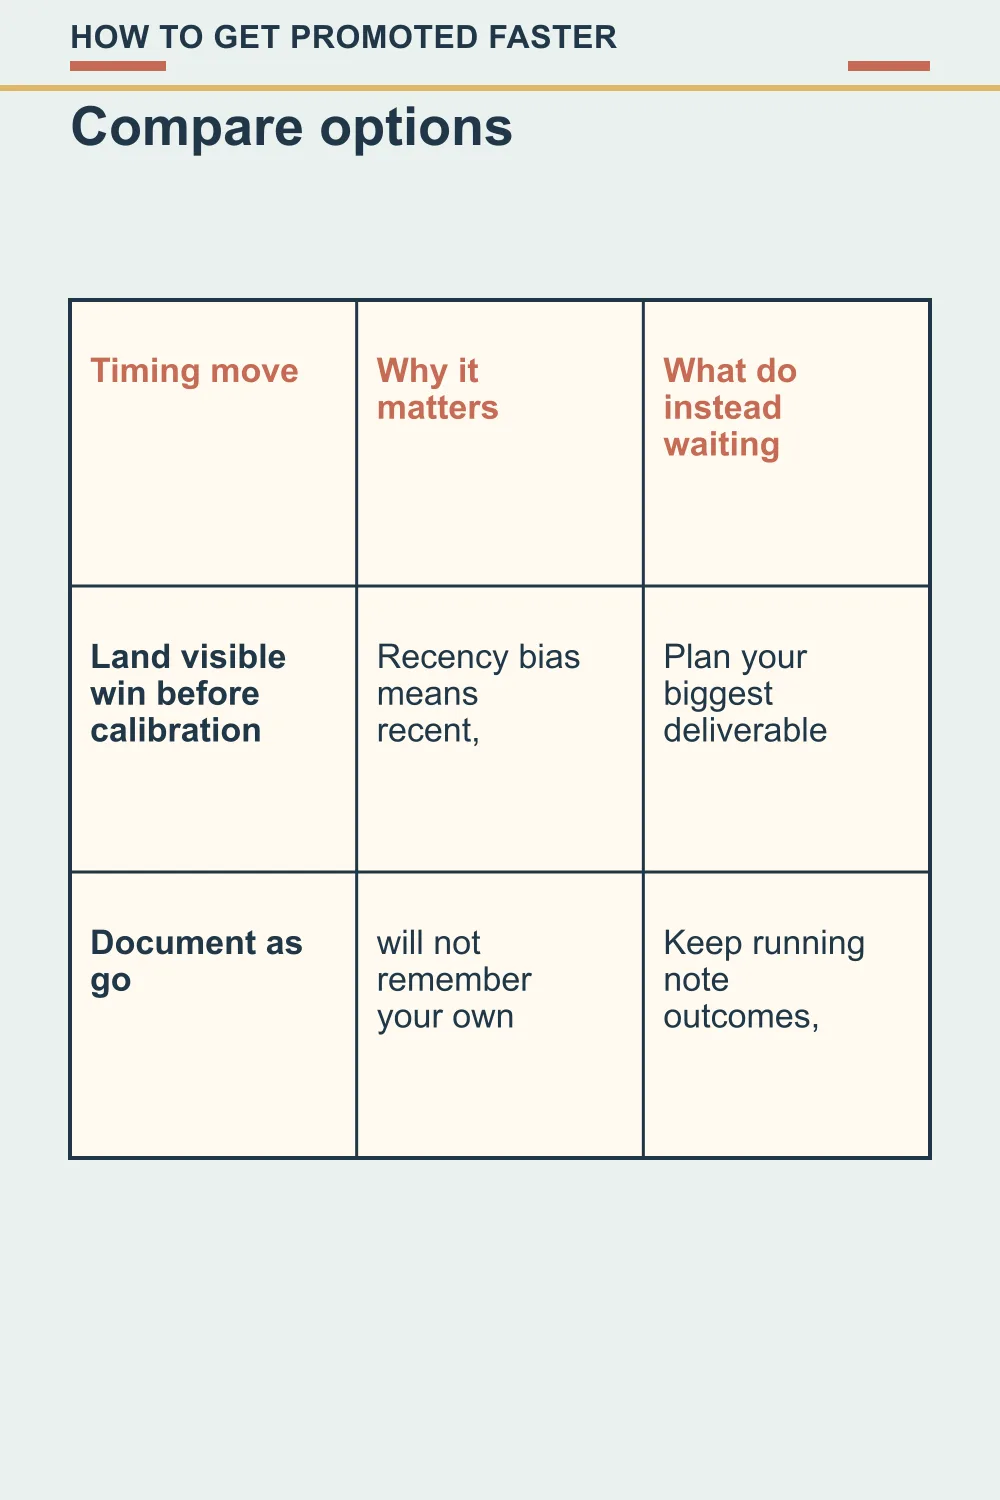 HOW TO GET PROMOTED FASTER
Compare options
Timing move
Why it
matters
What do
instead
waiting
Land visible
win before
calibration
Recency bias
means
recent,
Plan your
biggest
deliverable
Document as
go
will not
remember
your own
Keep running
note
outcomes,